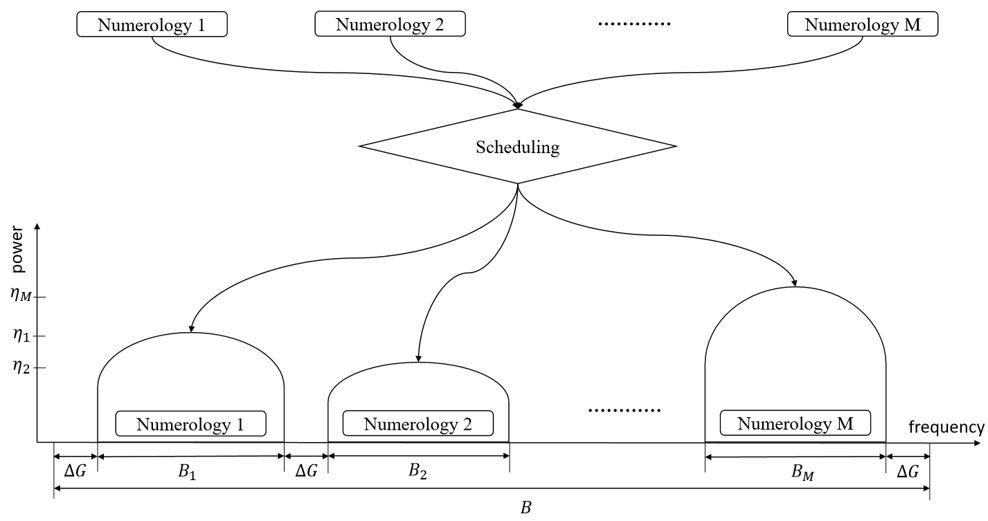 Numerology 1
Numerology 2
Numerology M
Scheduling
power
η_M
η_1
η_2
Numerology 1
Numerology 2
Numerology M
frequency
ΔG
B_1
ΔG
B_2
B_M
ΔG
B